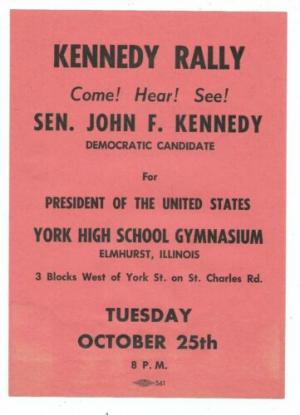 KENNEDY RALLY
Come! Hear! See!
SEN. JOHN F. KENNEDY
DEMOCRATIC CANDIDATE
For
PRESIDENT OF THE UNITED STATES
YORK HIGH SCHOOL GYMNASIUM
ELMHURST, ILLINOIS
3 Blocks West of York St. on St. Charles Rd.
TUESDAY
OCTOBER 25th
8 P. M.
541